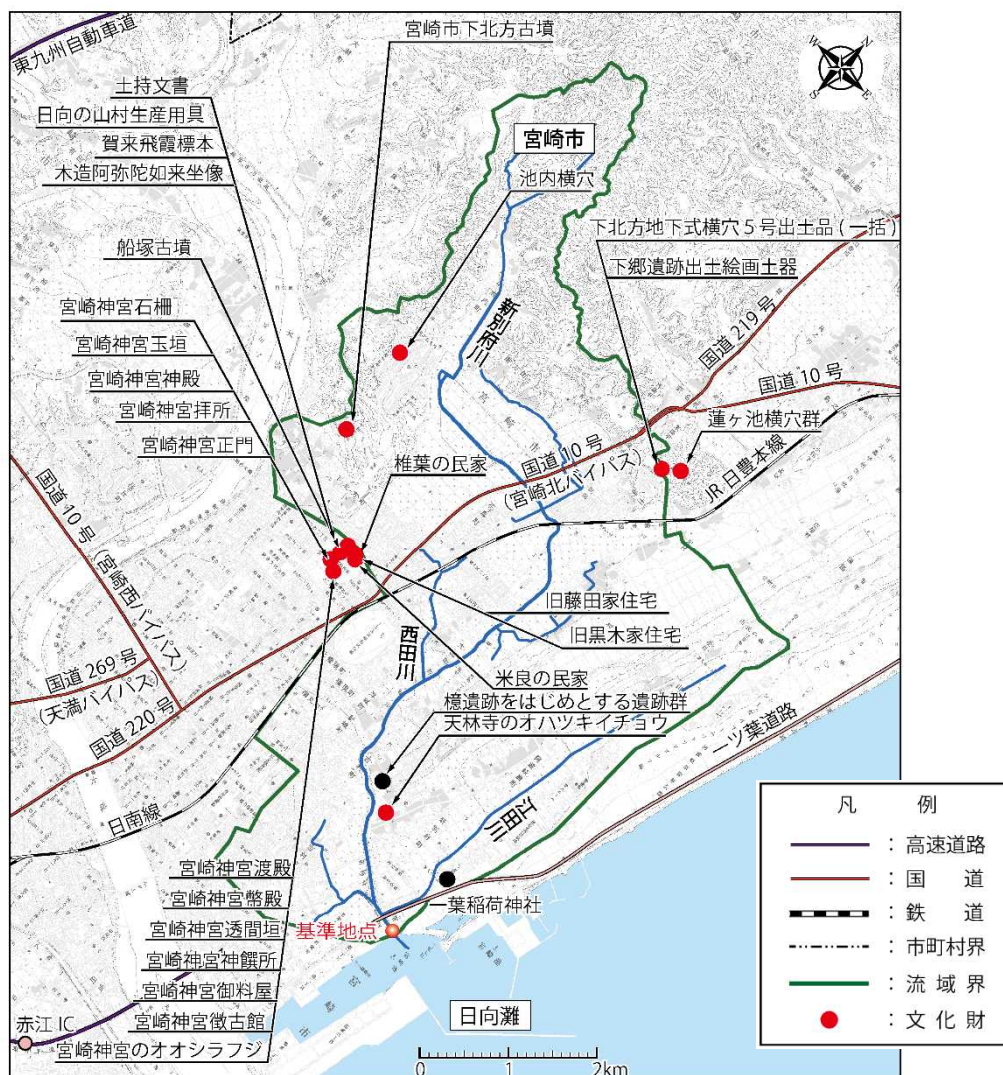 東九州自動車道
宮崎市下北方古墳
N
W
E
S
土持文書
日向の山村生産用具
賀来飛霞標本
木造阿弥陀如来坐像
宮崎市
池内横穴
船塚古墳
下北方地下式横穴5号出土品(一括)
下郷遺跡出土絵画土器
宮崎神宮石柵
宮崎神宮玉垣
宮崎神宮神殿
宮崎神宮拝所
宮崎神宮正門
新別府川
国道219号
国道10号
国道10号
(宮崎北バイパス)
蓮ヶ池横穴群
JR日豊本線
椎葉の民家
国道10号(宮崎西バイパス)
旧藤田家住宅
旧黒木家住宅
西田川
米良の民家
国道269号
(天満バイパス)
国道220号
檍遺跡をはじめとする遺跡群
天林寺のオハツキイチョウ
一ツ葉道路
江田川
日南線
宮崎神宮渡殿
宮崎神宮幣殿
宮崎神宮透間垣
宮崎神宮神饌所
宮崎神宮御料屋
宮崎神宮徴古館
宮崎神宮のオオシラフジ
一葉稲荷神社
基準地点
赤江IC
日向灘
0 1 2km
凡例
:高速道路
:国道
:鉄道
:市町村界
:流域界
:文化財